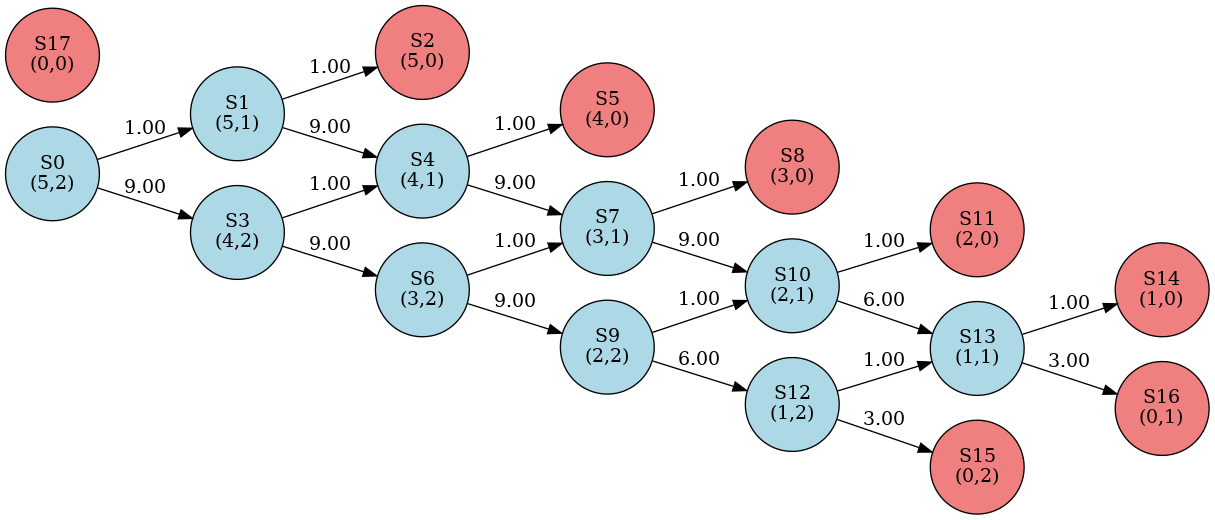 S17
(0,0)
S0
(5,2)
1.00
9.00
S1
(5,1)
1.00
9.00
S3
(4,2)
1.00
9.00
S2
(5,0)
S4
(4,1)
1.00
9.00
S6
(3,2)
1.00
9.00
S5
(4,0)
S7
(3,1)
1.00
9.00
S9
(2,2)
1.00
6.00
S8
(3,0)
S10
(2,1)
1.00
6.00
S12
(1,2)
1.00
3.00
S11
(2,0)
S13
(1,1)
1.00
3.00
S15
(0,2)
S14
(1,0)
S16
(0,1)